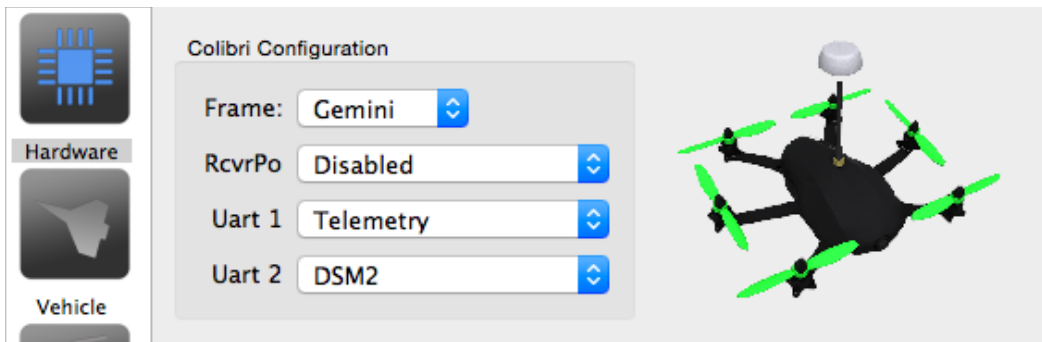 Colibri Configuration
Frame: Gemini
Hardware
RcvrPo Disabled
Uart 1 Telemetry
Uart 2 DSM2
Vehicle